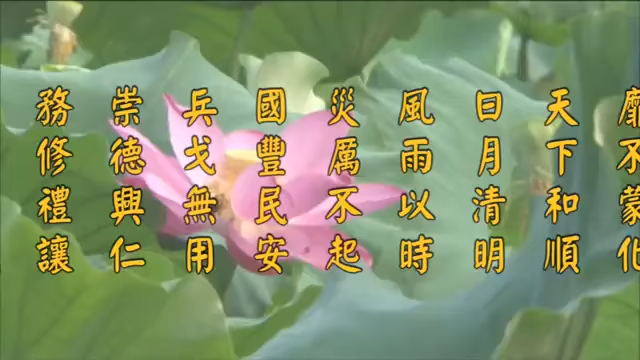 靡不蒙化
天下和順
日月清明
風雨以時
災厲不起
國豐民安
兵戈無用
崇德興仁
務修禮讓